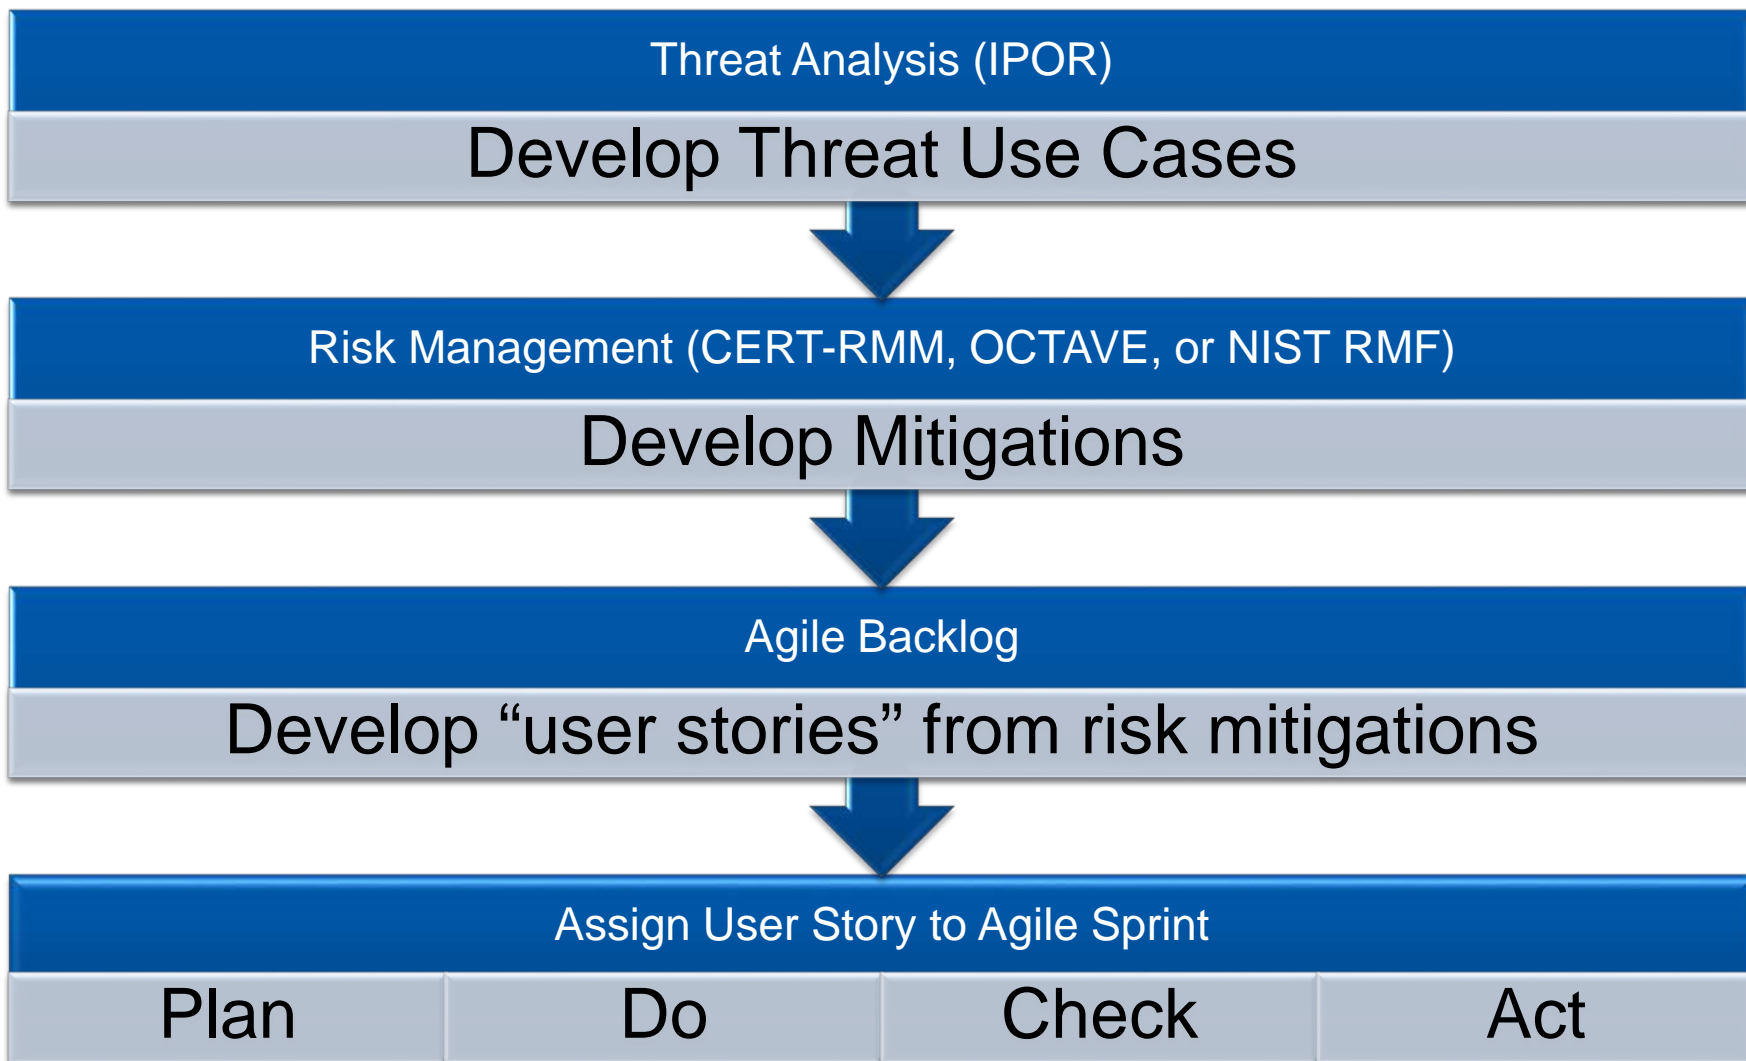 Threat Analysis (IPOR)
Develop Threat Use Cases
Risk Management (CERT-RMM, OCTAVE, or NIST RMF)
Develop Mitigations
Agile Backlog
Develop “user stories” from risk mitigations
Assign User Story to Agile Sprint
Plan Do Check Act